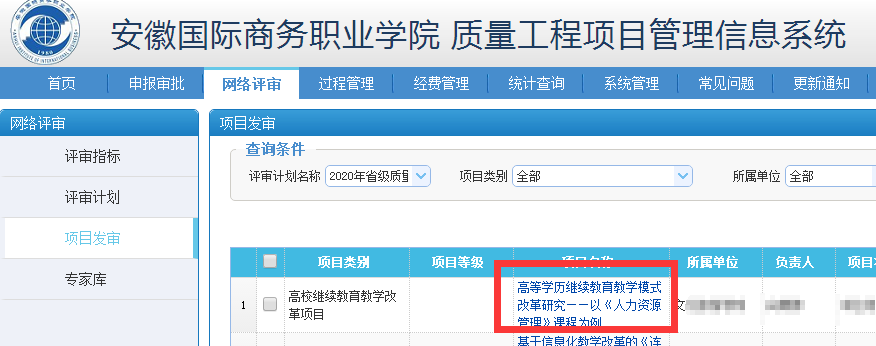 安徽国际商务职业学院 质量工程项目管理信息系统
首页 申报审批 网络评审 过程管理 经费管理 统计查询 系统管理 常见问题 更新通知
网络评审
评审指标
评审计划
项目发审
专家库
项目发审
查询条件
评审计划名称 2020年省级质量 项目类别 全部 所属单位 全部
项目类别 项目等级 项目名称 所属单位 负责人
1
高校继续教育教学改
革项目
高等学历继续教育教学模式
改革研究——以《人力资源
管理》课程为例
文
基于信息化教学改革的《连